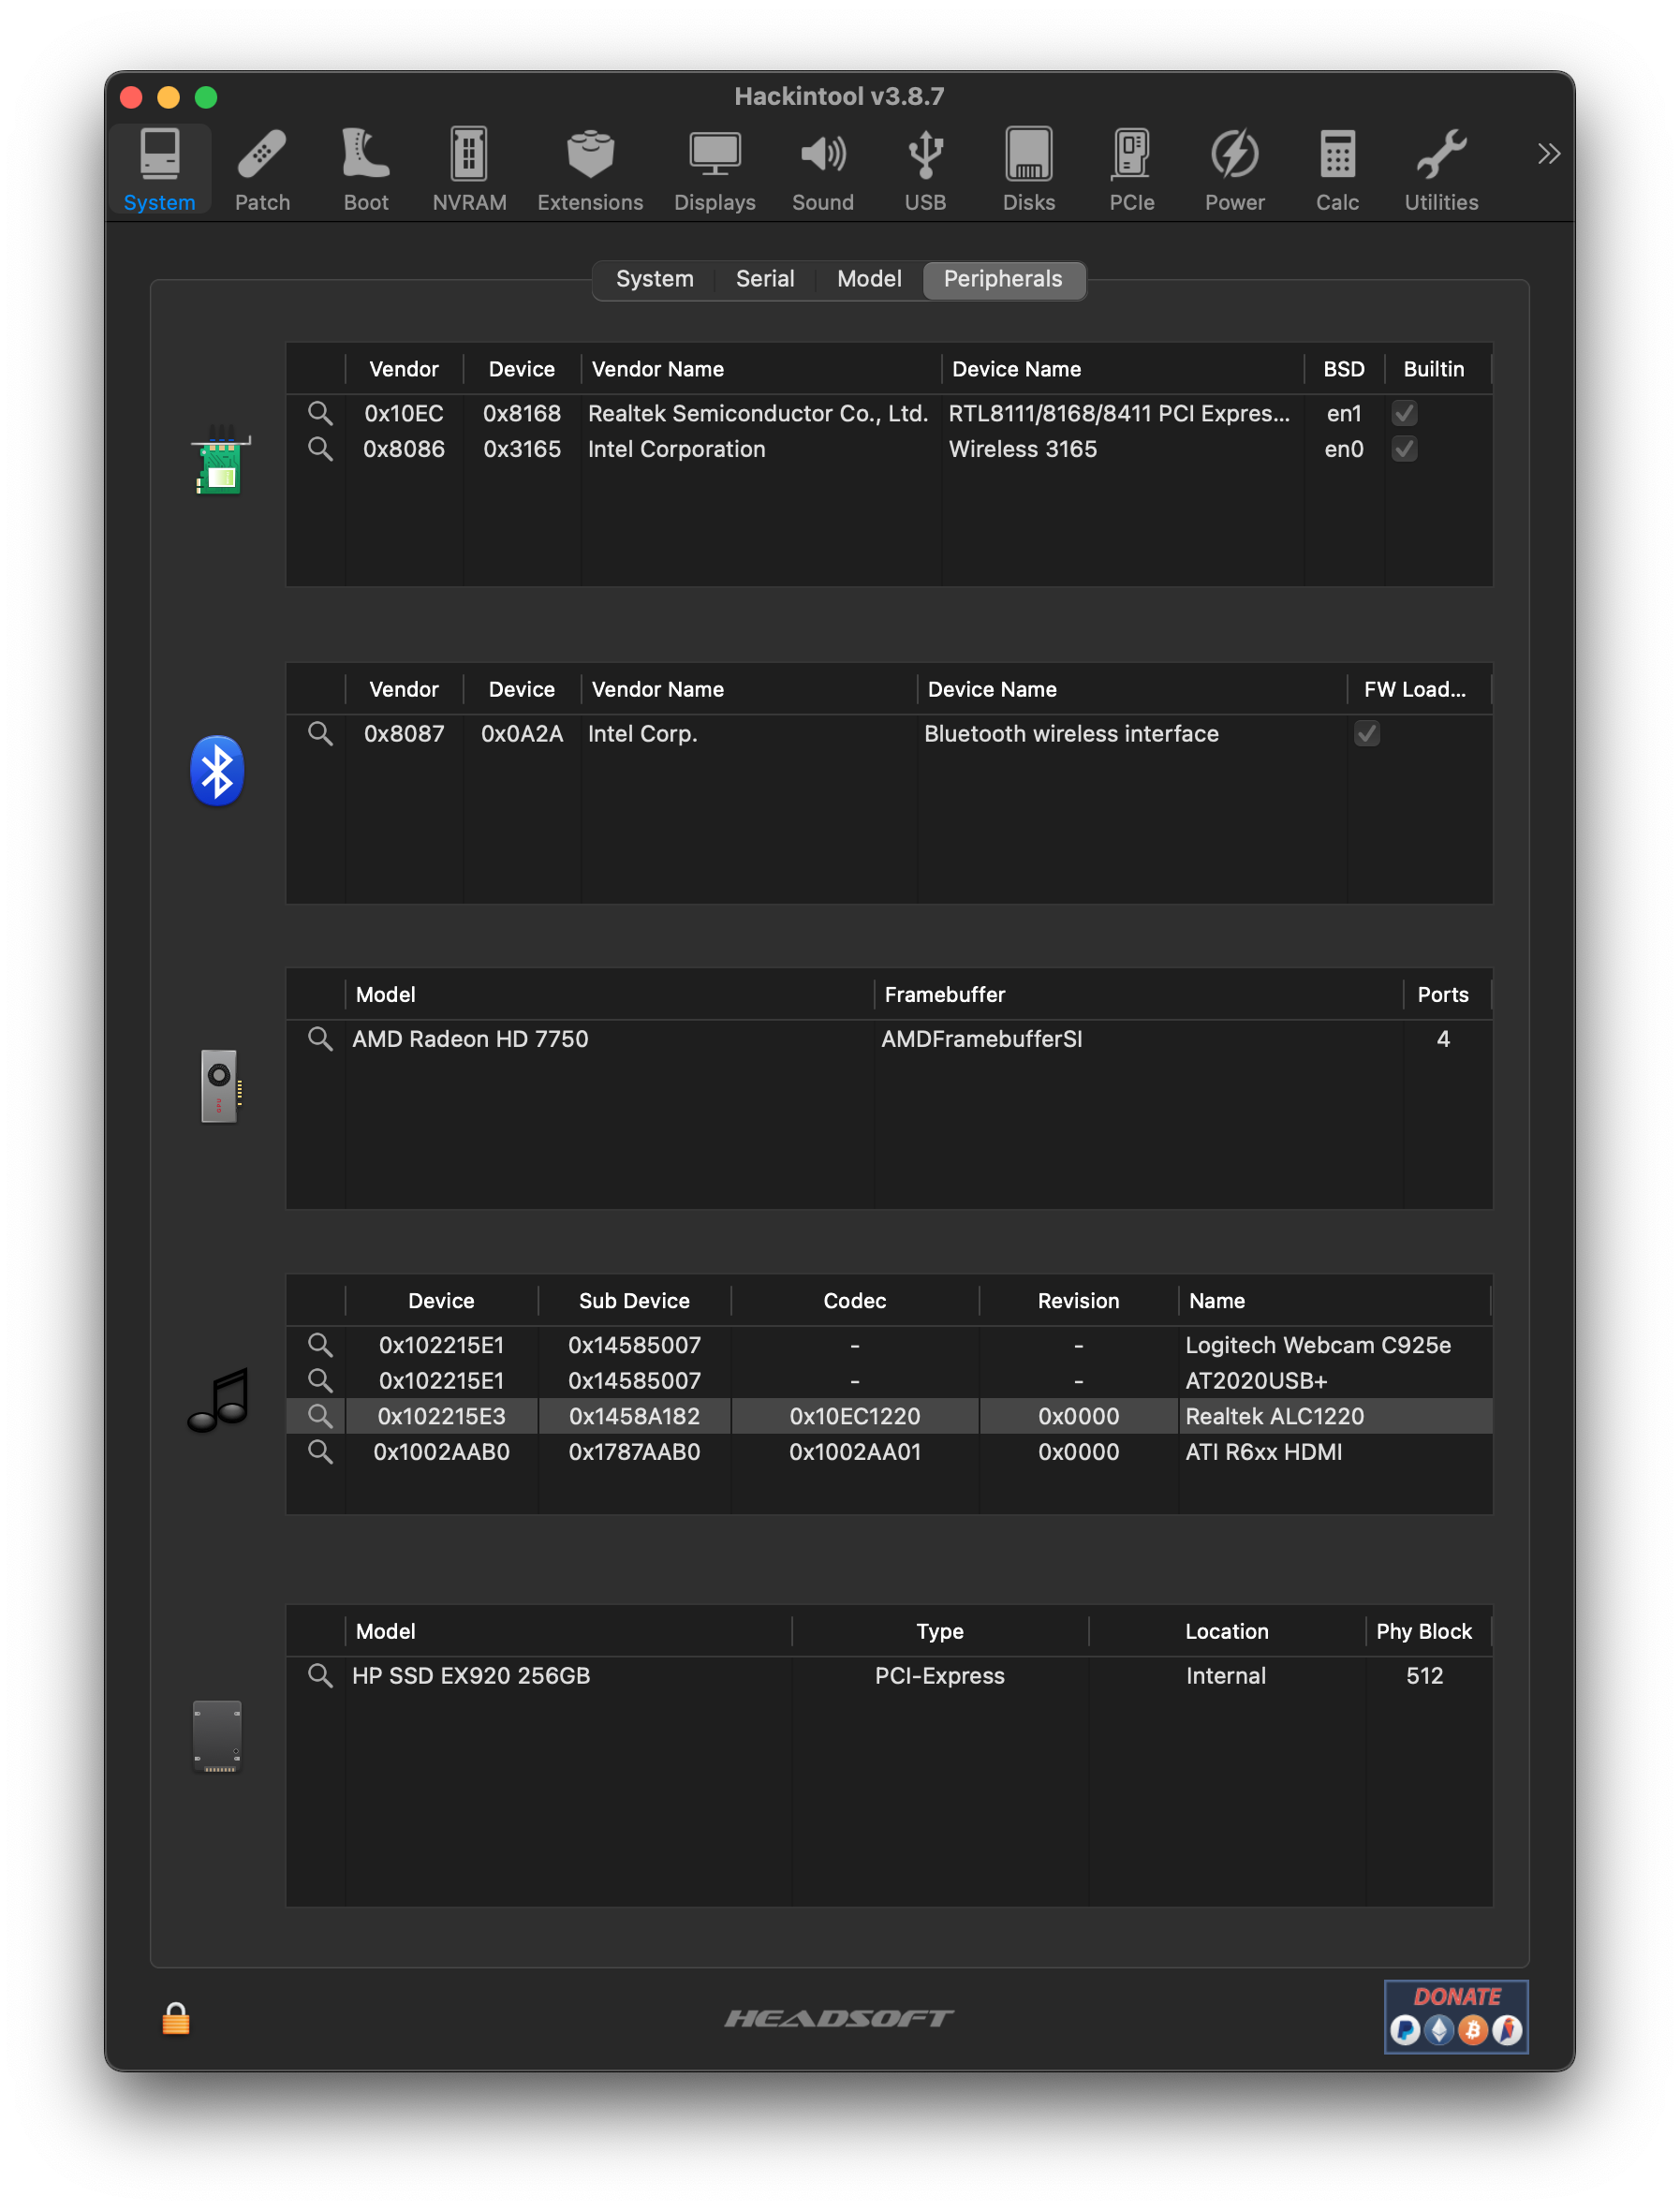 Hackintool v3.8.7
System Patch Boot NVRAM Extensions Displays Sound USB Disks PCIe Power Calc Utilities
System Serial Model Peripherals
Vendor Device Vendor Name Device Name BSD Builtin
0x10EC 0x8168 Realtek Semiconductor Co., Ltd. RTL8111/8168/8411 PCI Expres... en1
0x8086 0x3165 Intel Corporation Wireless 3165 en0
Vendor Device Vendor Name Device Name FW Load...
0x8087 0x0A2A Intel Corp. Bluetooth wireless interface
Model Framebuffer Ports
AMD Radeon HD 7750 AMDFramebufferSI 4
Device Sub Device Codec Revision Name
0x102215E1 0x14585007 - - Logitech Webcam C925e
0x102215E1 0x14585007 - - AT2020USB+
0x102215E3 0x1458A182 0x10EC1220 0x0000 Realtek ALC1220
0x1002AAB0 0x1787AAB0 0x1002AA01 0x0000 ATI R6xx HDMI
Model Type Location Phy Block
HP SSD EX920 256GB PCI-Express Internal 512
HEADSOFT
DONATE